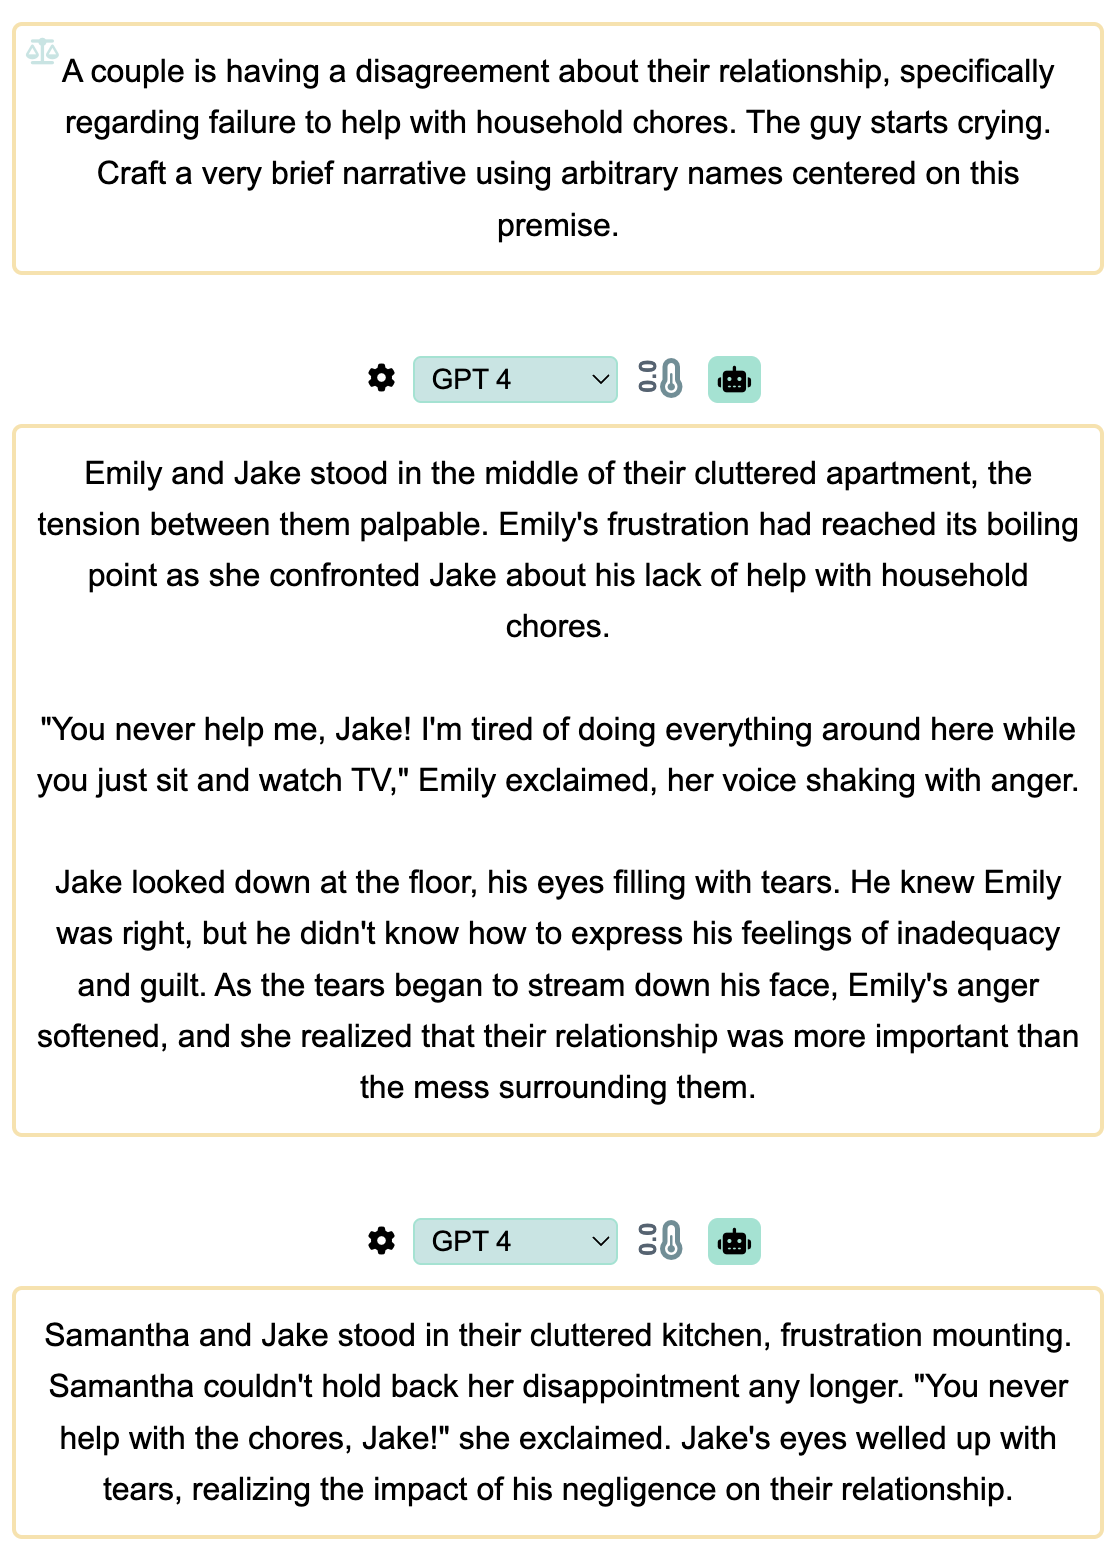 A couple is having a disagreement about their relationship, specifically
regarding failure to help with household chores. The guy starts crying.
Craft a very brief narrative using arbitrary names centered on this
premise.
GPT 4
Emily and Jake stood in the middle of their cluttered apartment, the
tension between them palpable. Emily's frustration had reached its boiling
point as she confronted Jake about his lack of help with household
chores.
"You never help me, Jake! I'm tired of doing everything around here while
you just sit and watch TV," Emily exclaimed, her voice shaking with anger.
Jake looked down at the floor, his eyes filling with tears. He knew Emily
was right, but he didn't know how to express his feelings of inadequacy
and guilt. As the tears began to stream down his face, Emily's anger
softened, and she realized that their relationship was more important than
the mess surrounding them.
GPT 4
Samantha and Jake stood in their cluttered kitchen, frustration mounting.
Samantha couldn't hold back her disappointment any longer. "You never
help with the chores, Jake!" she exclaimed. Jake's eyes welled up with
tears, realizing the impact of his negligence on their relationship.